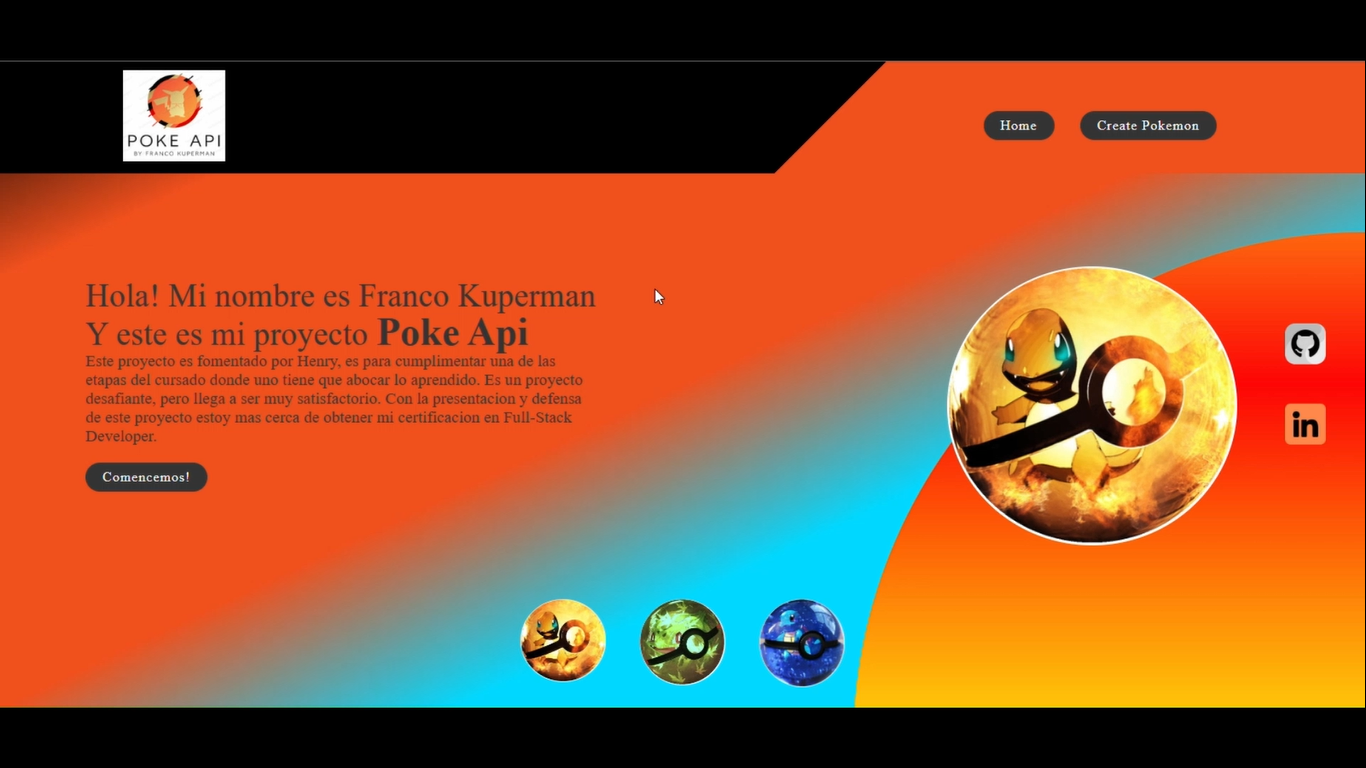 POKE API
BY FRANCO KUPERMAN
Home
Create Pokemon
Hola! Mi nombre es Franco Kuperman
Y este es mi proyecto Poke Api
Este proyecto es fomentado por Henry, es para cumplimentar una de las
etapas del cursado donde uno tiene que abocar lo aprendido. Es un proyecto
desafiante, pero llega a ser muy satisfactorio. Con la presentacion y defensa
de este proyecto estoy mas cerca de obtener mi certificacion en Full-Stack
Developer.
in
Comencemos!